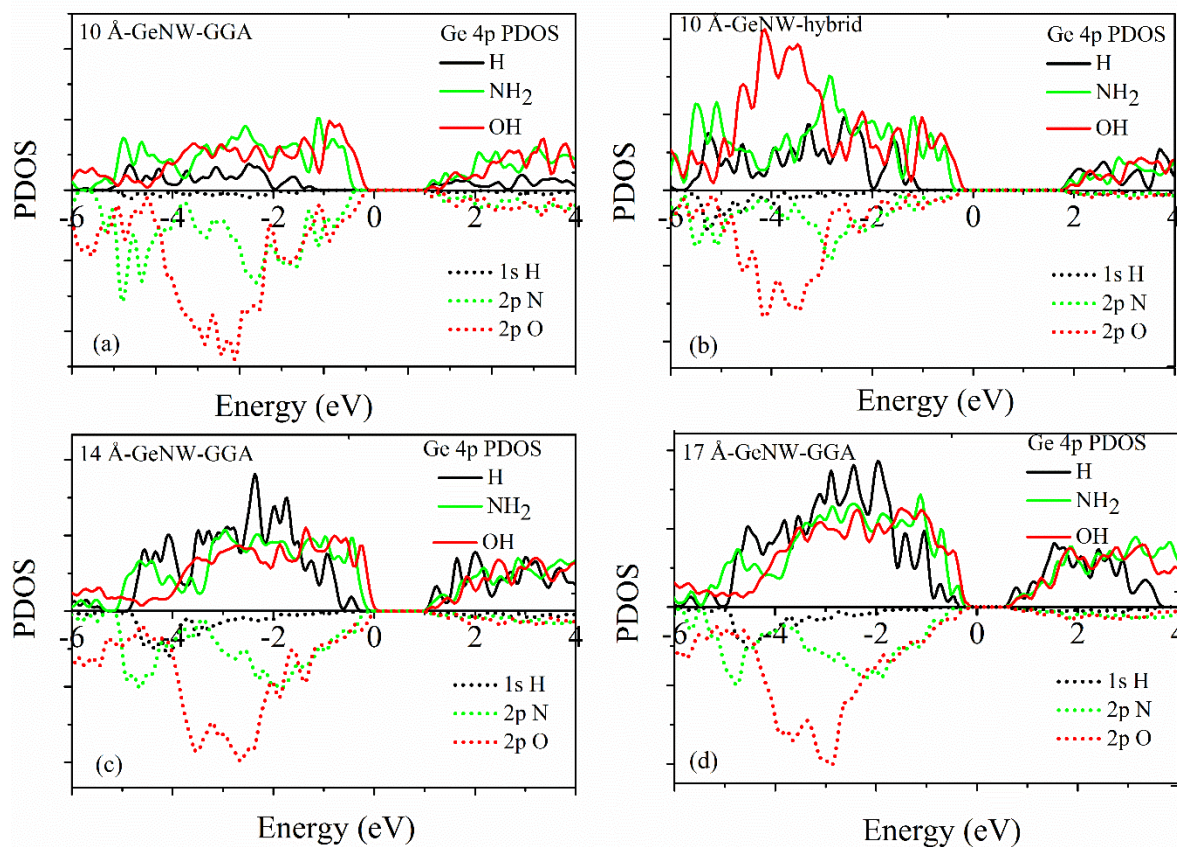 10 Å-GeNW-GGA
Ge 4p PDOS
H
NH2
OH
PDOS
-6 -4 -2 0 2 4
1s H
2p N
2p O
(a)
Energy (eV)
10 Å-GeNW-hybrid
Ge 4p PDOS
H
NH2
OH
PDOS
-6 -4 -2 0 2 4
1s H
2p N
2p O
(b)
Energy (eV)
14 Å-GeNW-GGA
Ge 4p PDOS
H
NH2
OH
PDOS
-6 -4 -2 0 2 4
1s H
2p N
2p O
(c)
Energy (eV)
17 Å-GeNW-GGA
Ge 4p PDOS
H
NH2
OH
PDOS
-6 -4 -2 0 2 4
1s H
2p N
2p O
(d)
Energy (eV)